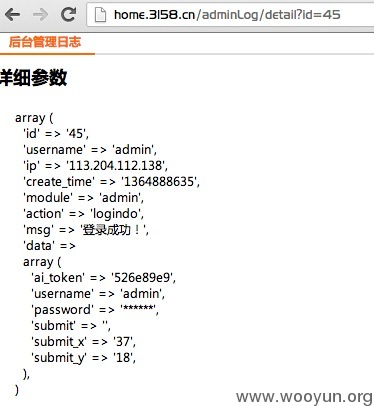 home.3158.cn/adminLog/detail?id=45
后台管理日志
详细参数
array (
'id' => '45',
'username' => 'admin',
'ip' => '113.204.112.138',
'create_time' => '1364888635',
'module' => 'admin',
'action' => 'logindo',
'msg' => '登录成功！',
'data' =>
array (
'ai_token' => '526e89e9',
'username' => 'admin',
'password' => '******',
'submit' => '',
'submit_x' => '37',
'submit_y' => '18',
),
)
www.wooyun.org